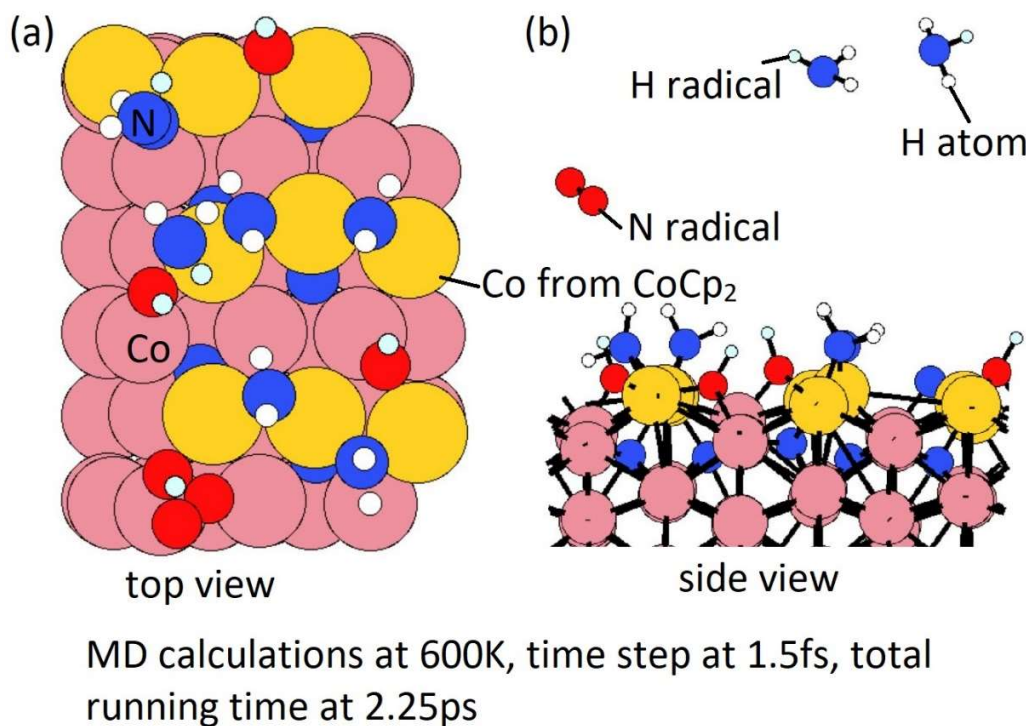 (a)
(b)
N
H radical
H atom
N radical
Co from CoCp₂
Co
top view
side view
MD calculations at 600K, time step at 1.5fs, total
running time at 2.25ps